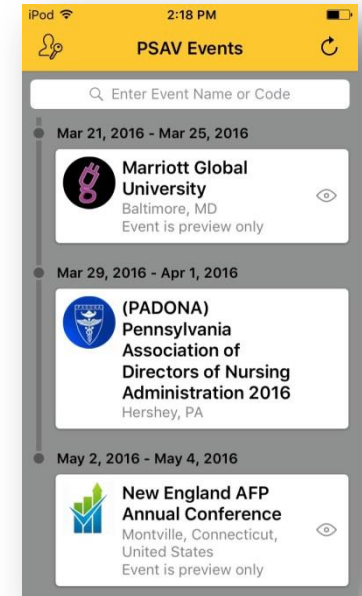 iPod 2:18 PM
PSAV Events
Enter Event Name or Code
Mar 21, 2016 - Mar 25, 2016
Marriott Global
University
Baltimore, MD
Event is preview only
Mar 29, 2016 - Apr 1, 2016
(PADONA)
Pennsylvania
Association of
Directors of Nursing
Administration 2016
Hershey, PA
May 2, 2016 - May 4, 2016
New England AFP
Annual Conference
Montville, Connecticut,
United States
Event is preview only